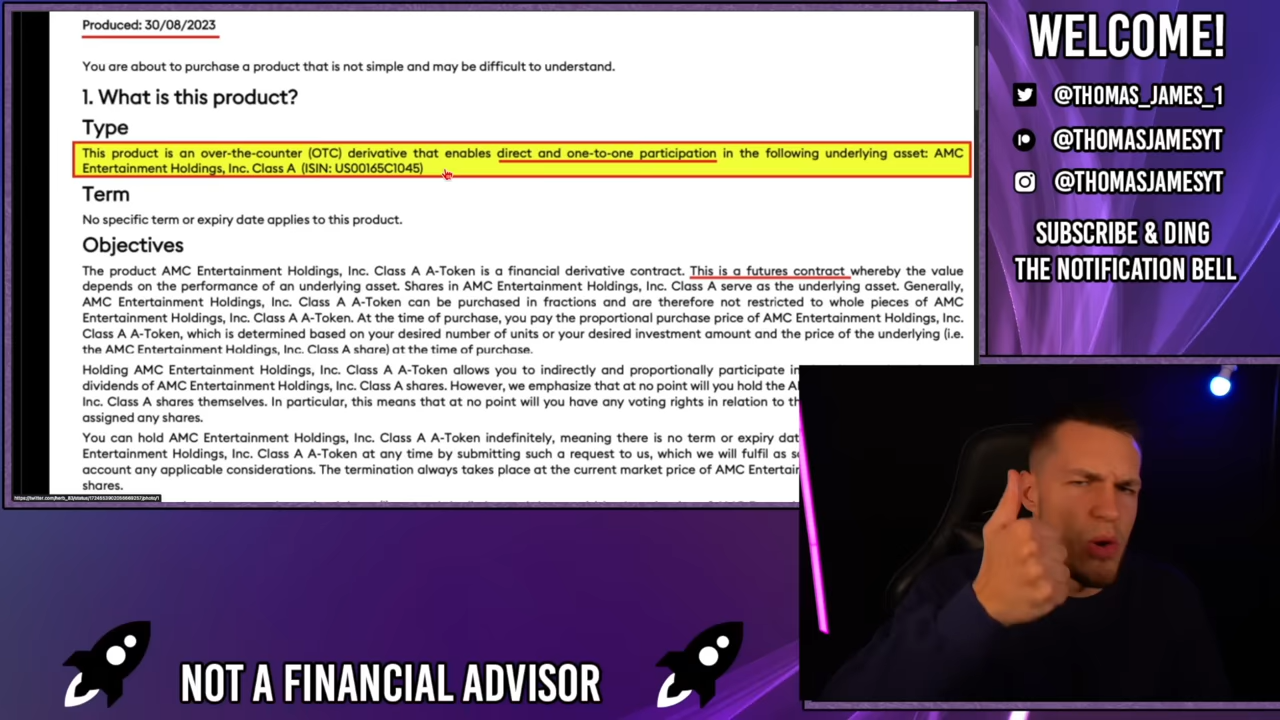 Produced: 30/08/2023
You are about to purchase a product that is not simple and may be difficult to understand.
1. What is this product?
Type
This product is an over-the-counter (OTC) derivative that enables direct and one-to-one participation in the following underlying asset: AMC
Entertainment Holdings, Inc. Class A (ISIN: US00165C1045)
Term
No specific term or expiry date applies to this product.
Objectives
The product AMC Entertainment Holdings, Inc. Class A A-Token is a financial derivative contract. This is a futures contract whereby the value
depends on the performance of an underlying asset. Shares in AMC Entertainment Holdings, Inc. Class A serve as the underlying asset. Generally,
AMC Entertainment Holdings, Inc. Class A A-Token can be purchased in fractions and are therefore not restricted to whole pieces of AMC
Entertainment Holdings, Inc. Class A A-Token. At the time of purchase, you pay the proportional purchase price of AMC Entertainment Holdings, Inc.
Class A A-Token, which is determined based on your desired number of units or your desired investment amount and the price of the underlying (i.e.
the AMC Entertainment Holdings, Inc. Class A share) at the time of purchase.
Holding AMC Entertainment Holdings, Inc. Class A A-Token allows you to indirectly and proportionally participate in
dividends of AMC Entertainment Holdings, Inc. Class A shares. However, we emphasize that at no point will you hold the
Inc. Class A shares themselves. In particular, this means that at no point will you have any voting rights in relation to
assigned any shares.
You can hold AMC Entertainment Holdings, Inc. Class A A-Token indefinitely, meaning there is no term or expiry
Entertainment Holdings, Inc. Class A A-Token at any time by submitting such a request to us, which we will fulfil as
account any applicable considerations. The termination always takes place at the current market price of AMC
shares.
WELCOME!
@THOMAS_JAMES_1
@THOMASJAMESYT
@THOMASJAMESYT
SUBSCRIBE & DING
THE NOTIFICATION BELL
NOT A FINANCIAL ADVISOR